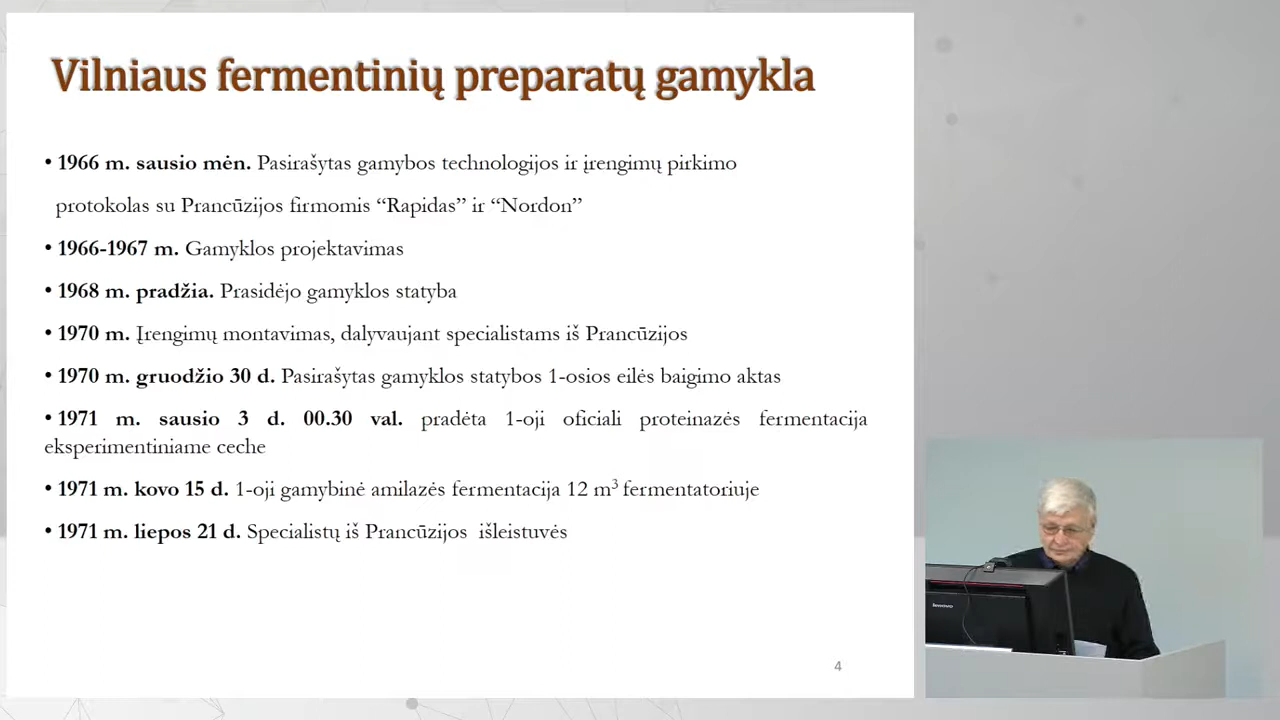 Vilniaus fermentinių preparatų gamykla
• 1966 m. sausio mėn. Pasirašytas gamybos technologijos ir įrengimų pirkimo
protokolas su Prancūzijos firmomis “Rapidas” ir “Nordon”
• 1966-1967 m. Gamyklos projektavimas
• 1968 m. pradžia. Prasidėjo gamyklos statyba
• 1970 m. Įrengimų montavimas, dalyvaujant specialistams iš Prancūzijos
• 1970 m. gruodžio 30 d. Pasirašytas gamyklos statybos 1-osios eilės baigimo aktas
• 1971 m. sausio 3 d. 00.30 val. pradėta 1-oji oficiali proteinazės fermentacija
eksperimentiniame ceche
• 1971 m. kovo 15 d. 1-oji gamybinė amilazės fermentacija 12 m³ fermentatoriuje
• 1971 m. liepos 21 d. Specialistų iš Prancūzijos išleistuvės
4
lenovo